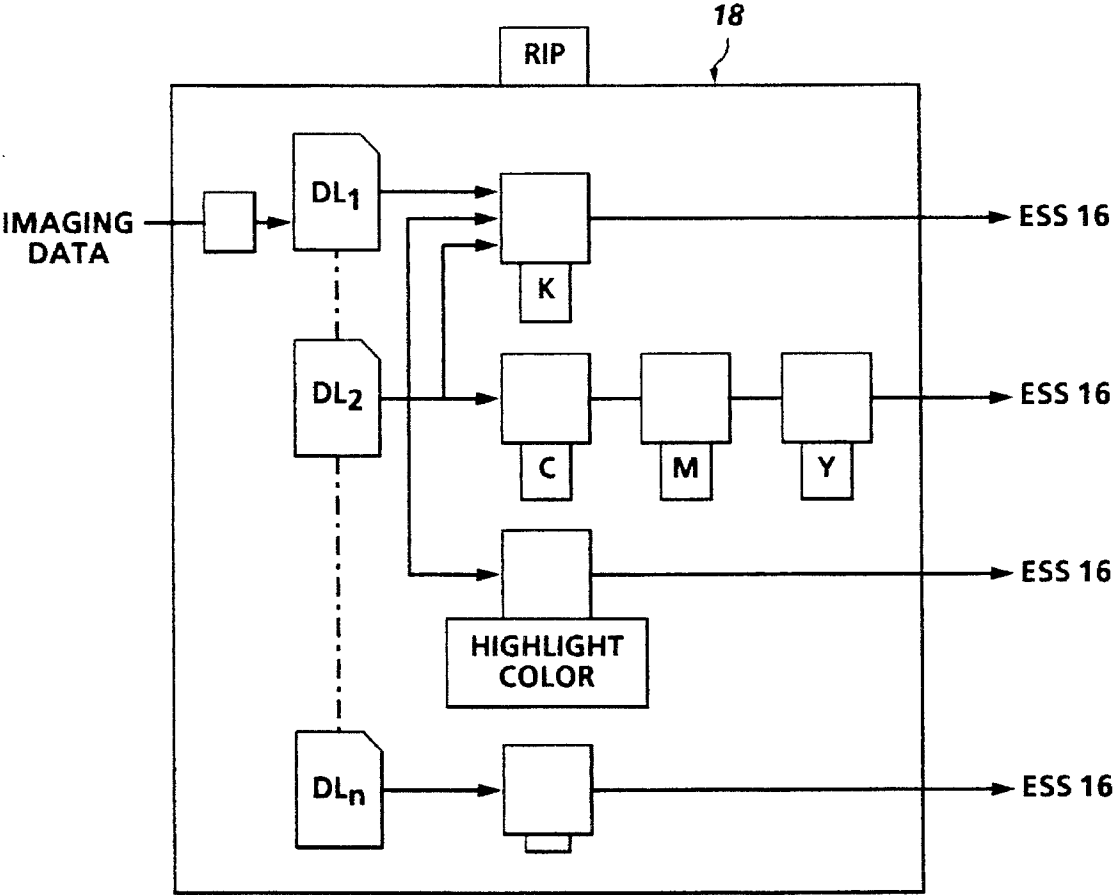 18
RIP
DL1
IMAGING
DATA
ESS 16
K
DL2
ESS 16
C
M
Y
ESS 16
HIGHLIGHT
COLOR
DLn
ESS 16